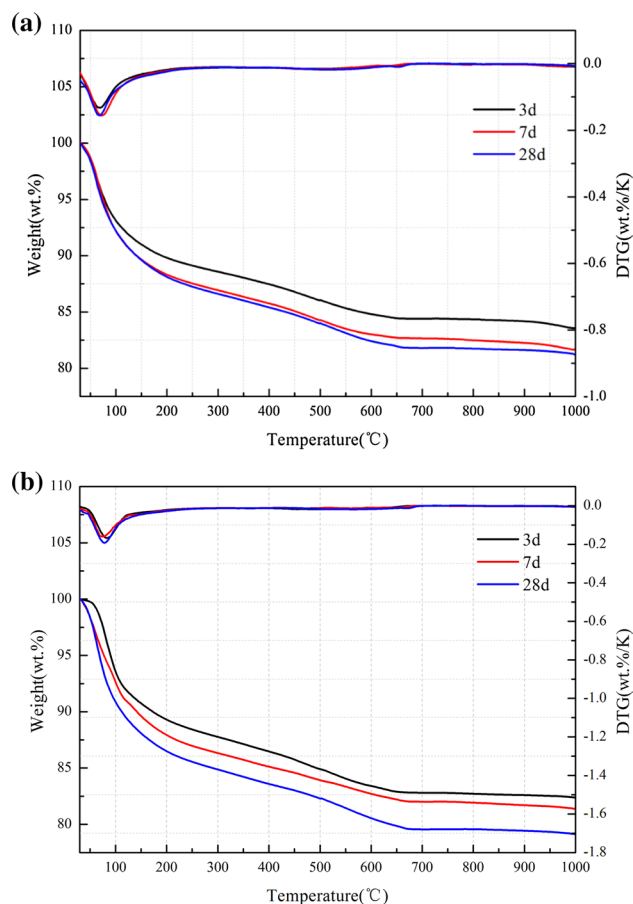 (a)
110
105
100
95
90
85
80
Weight(wt.%)
0.0
-0.2
-0.4
-0.6
-0.8
-1.0
DTG(wt.%/K)
3d
7d
28d
100 200 300 400 500 600 700 800 900 1000
Temperature(℃)
(b)
110
105
100
95
90
85
80
Weight(wt.%)
0.0
-0.2
-0.4
-0.6
-0.8
-1.0
-1.2
-1.4
-1.6
-1.8
DTG(wt.%/K)
3d
7d
28d
100 200 300 400 500 600 700 800 900 1000
Temperature(℃)